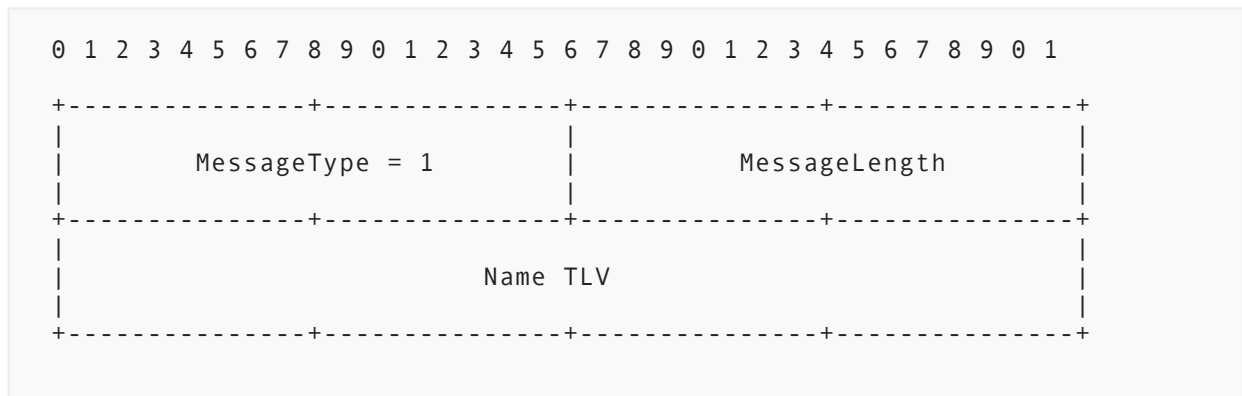 0 1 2 3 4 5 6 7 8 9 0 1 2 3 4 5 6 7 8 9 0 1 2 3 4 5 6 7 8 9 0 1
+---------------+---------------+---------------+---------------+
|                               |                               |
|        MessageType = 1        |          MessageLength        |
|                               |                               |
+---------------+---------------+---------------+---------------+
|                                                               |
|                          Name TLV                             |
|                                                               |
+---------------+---------------+---------------+---------------+